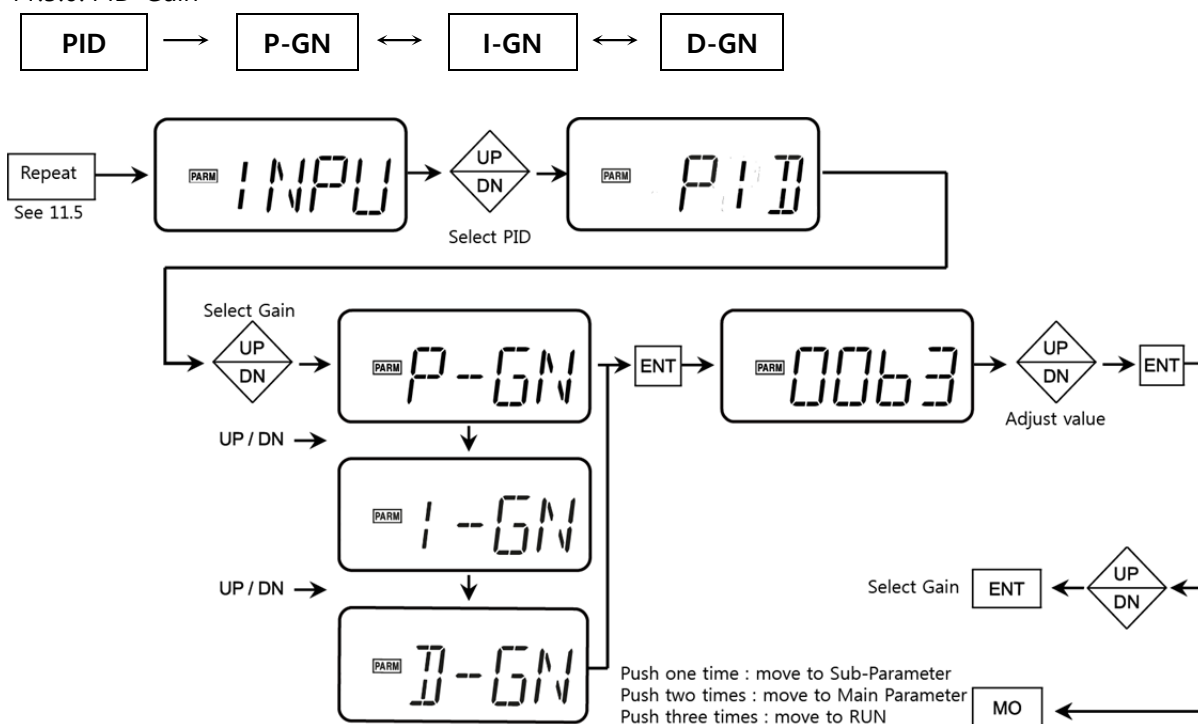 PID P-GN I-GN D-GN
Repeat
See 11.5
PARM INPU
UP
DN
Select PID
PARM PID
Select Gain
UP
DN
PARM P-GN
ENT
PARM 0063
UP
DN
Adjust value
ENT
UP / DN
PARM I-GN
UP / DN
PARM D-GN
Select Gain
ENT
UP
DN
Push one time : move to Sub-Parameter
Push two times : move to Main Parameter
Push three times : move to RUN
MO